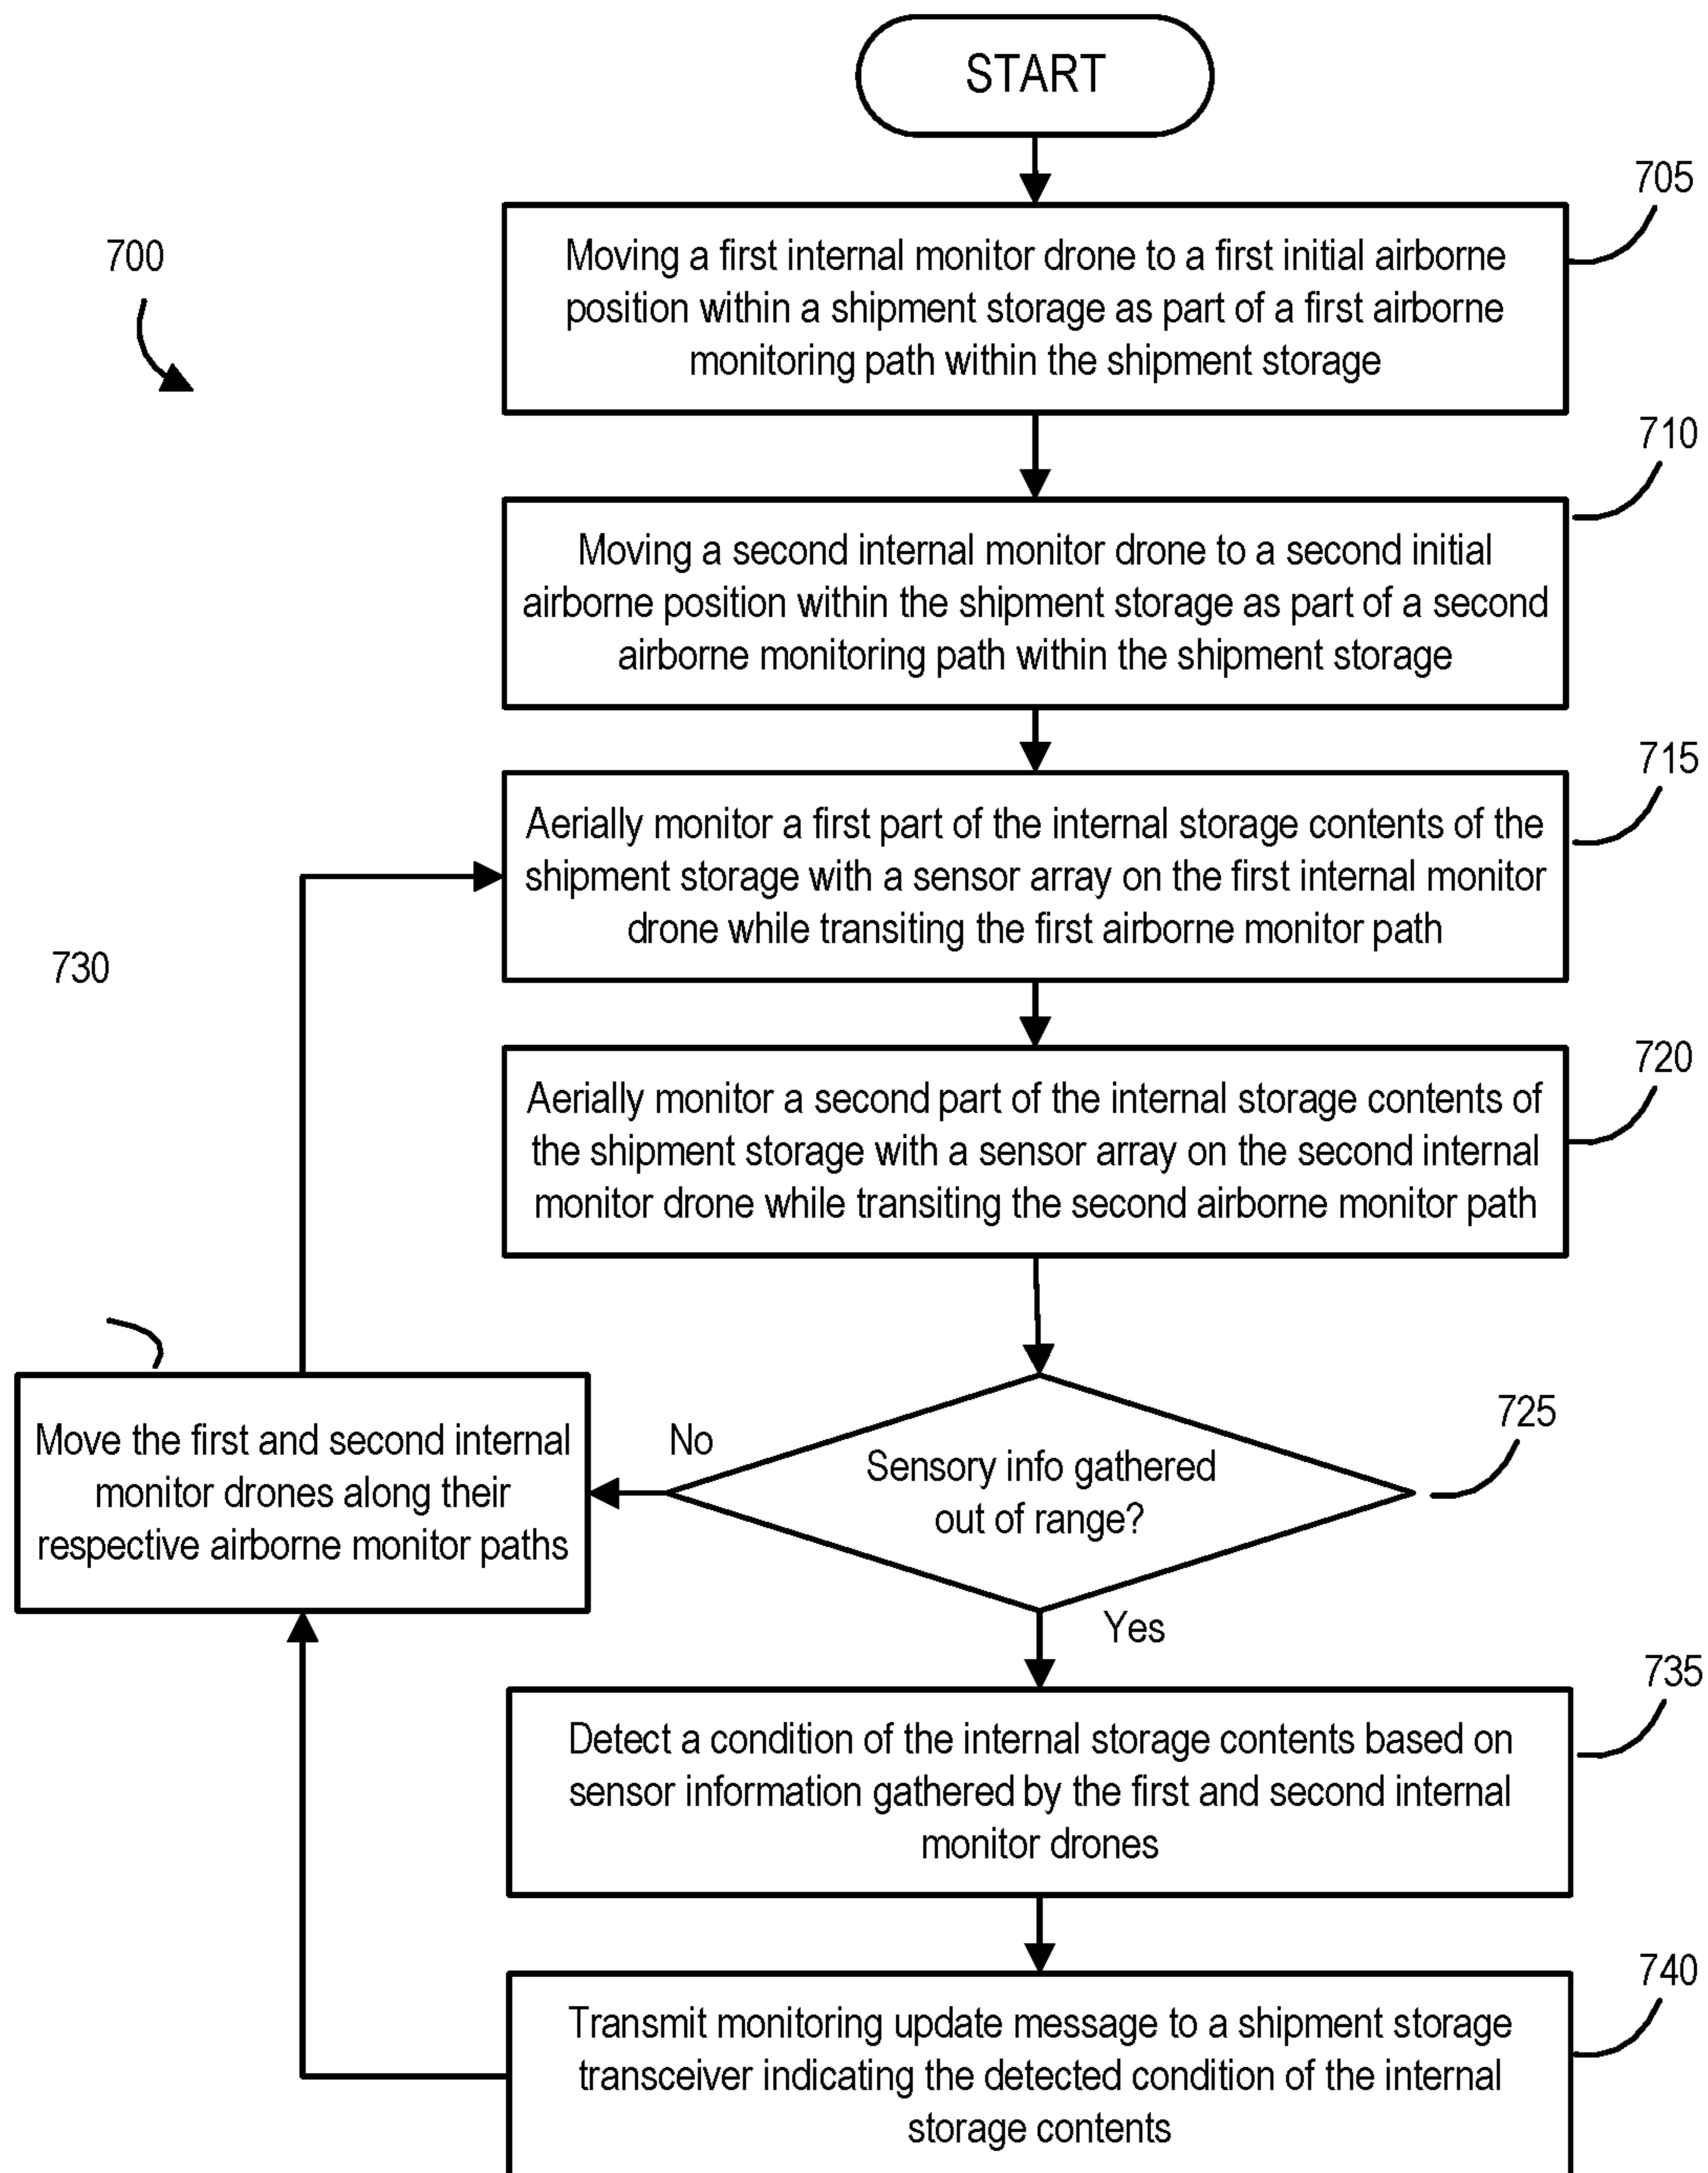 START
705
700
Moving a first internal monitor drone to a first initial airborne
position within a shipment storage as part of a first airborne
monitoring path within the shipment storage
710
Moving a second internal monitor drone to a second initial
airborne position within the shipment storage as part of a second
airborne monitoring path within the shipment storage
715
Aerially monitor a first part of the internal storage contents of the
shipment storage with a sensor array on the first internal monitor
drone while transiting the first airborne monitor path
730
720
Aerially monitor a second part of the internal storage contents of
the shipment storage with a sensor array on the second internal
monitor drone while transiting the second airborne monitor path
725
No
Sensory info gathered
out of range?
Move the first and second internal
monitor drones along their
respective airborne monitor paths
Yes
735
Detect a condition of the internal storage contents based on
sensor information gathered by the first and second internal
monitor drones
740
Transmit monitoring update message to a shipment storage
transceiver indicating the detected condition of the internal
storage contents